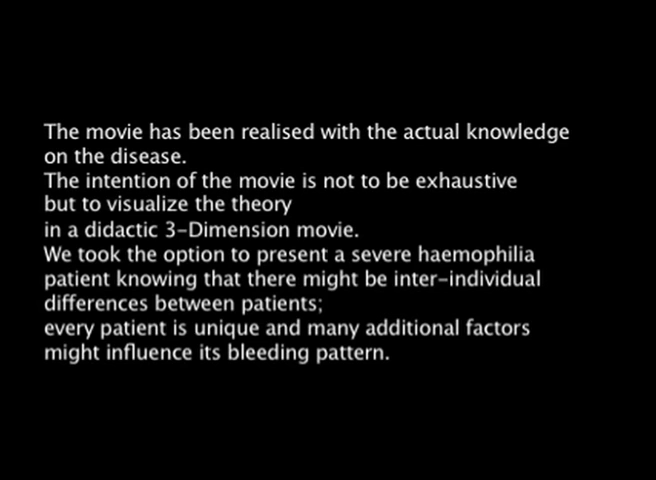 The movie has been realised with the actual knowledge
on the disease.
The intention of the movie is not to be exhaustive
but to visualize the theory
in a didactic 3-Dimension movie.
We took the option to present a severe haemophilia
patient knowing that there might be inter-individual
differences between patients;
every patient is unique and many additional factors
might influence its bleeding pattern.